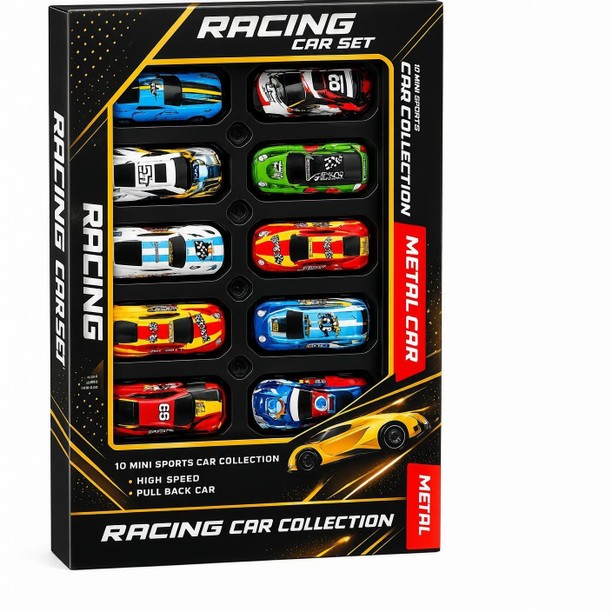 RACING
CAR SET
10 MINI SPORTS
CAR COLLECTION
METAL CAR
RACING CAR SET
RACING
10 MINI SPORTS CAR COLLECTION
• HIGH SPEED
• PULL BACK CAR
METAL
RACING CAR COLLECTION